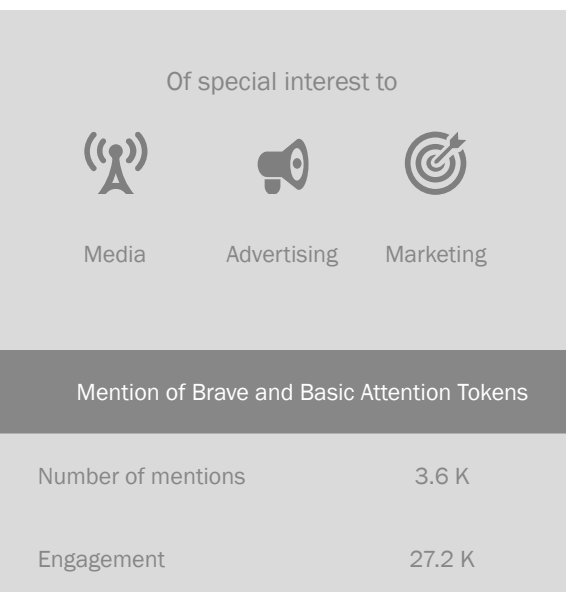 Of special interest to
Media Advertising Marketing
Mention of Brave and Basic Attention Tokens
Number of mentions 3.6 K
Engagement 27.2 K